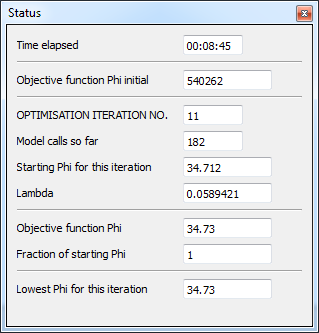 Status
Time elapsed 00:08:45
Objective function Phi initial 540262
OPTIMISATION ITERATION NO. 11
Model calls so far 182
Starting Phi for this iteration 34.712
Lambda 0.0589421
Objective function Phi 34.73
Fraction of starting Phi 1
Lowest Phi for this iteration 34.73